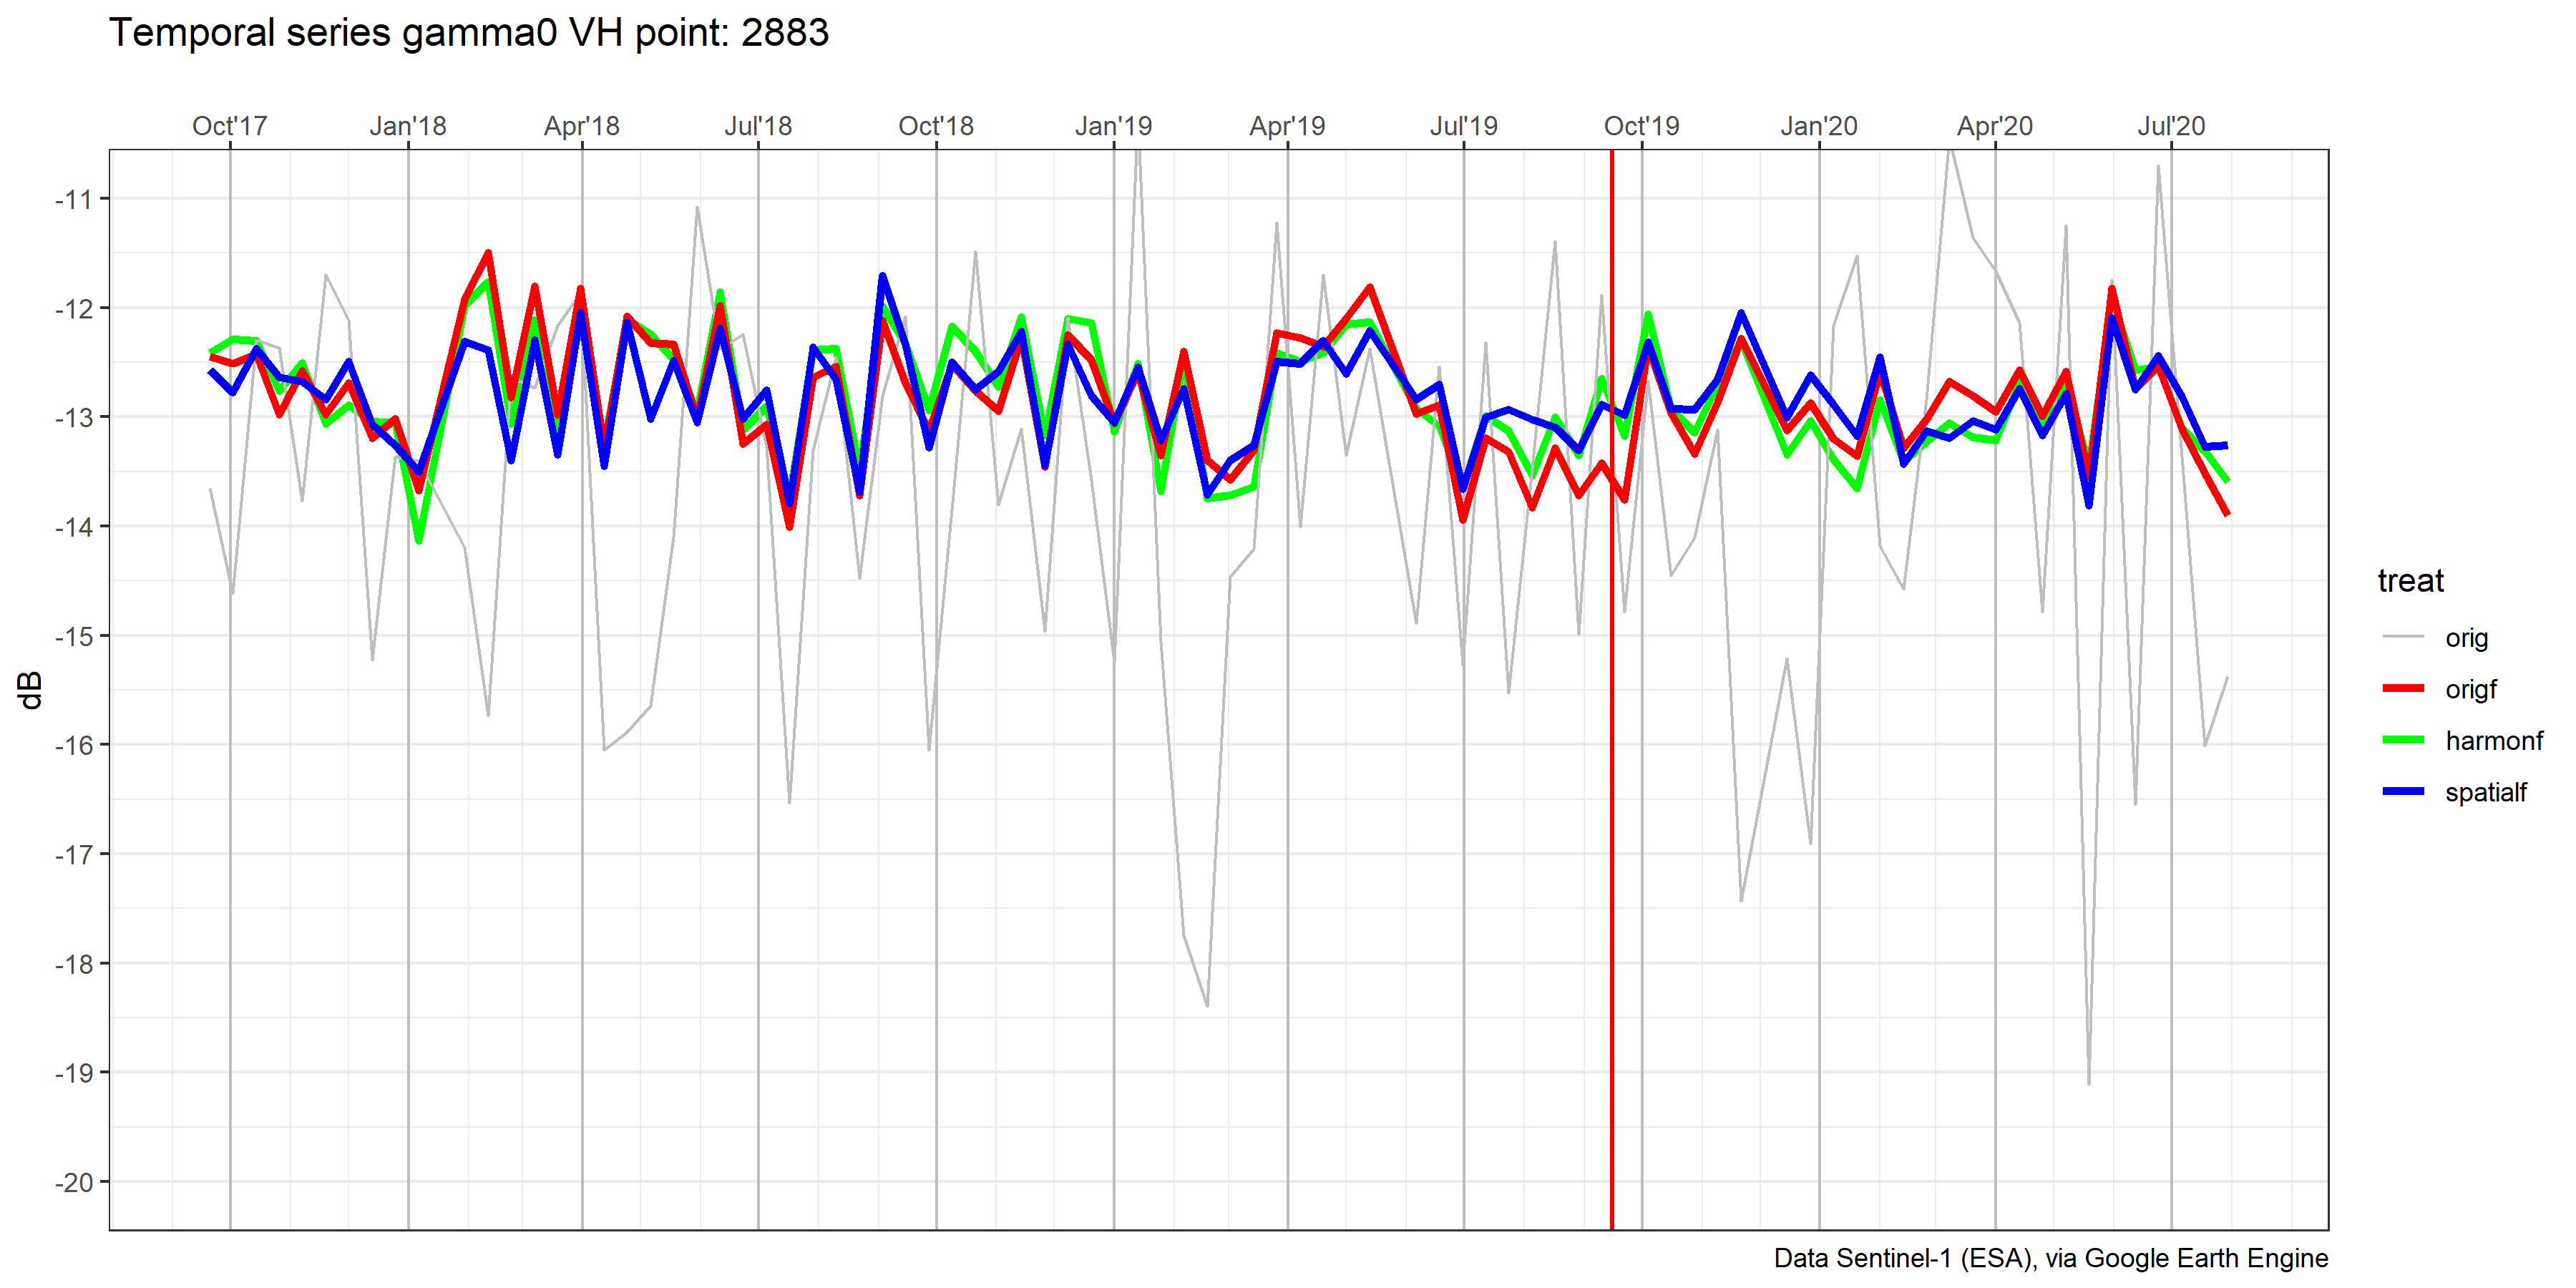 Temporal series gamma0 VH point: 2883
Oct'17 Jan'18 Apr'18 Jul'18 Oct'18 Jan'19 Apr'19 Jul'19 Oct'19 Jan'20 Apr'20 Jul'20
-11
-12
-13
-14
-15
-16
-17
-18
-19
-20
dB
treat
orig
origf
harmonf
spatialf
Data Sentinel-1 (ESA), via Google Earth Engine